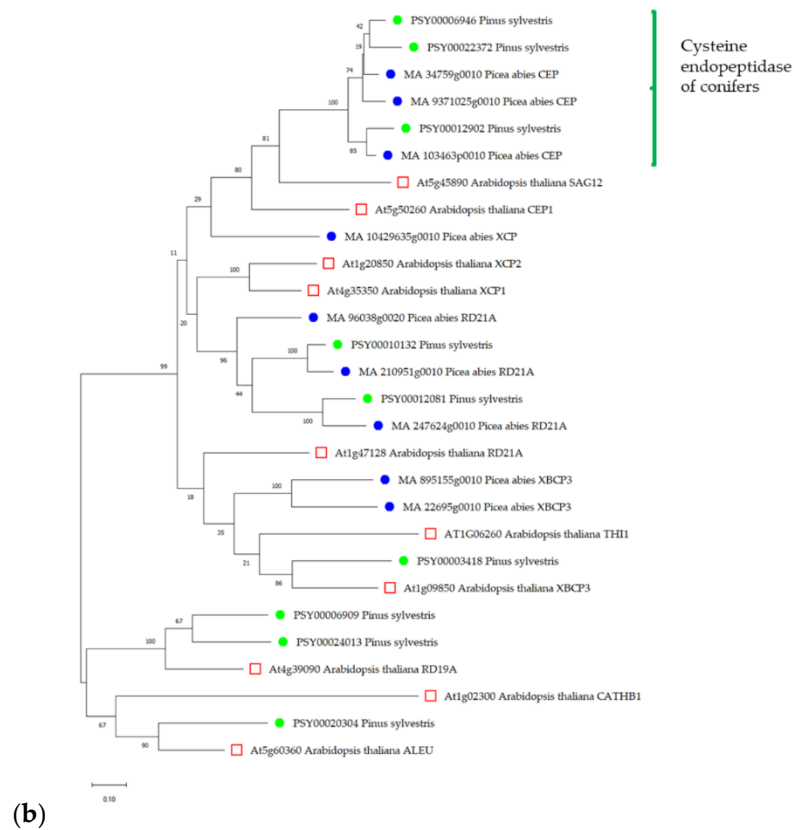 PSY00006946 Pinus sylvestris
42
PSY00022372 Pinus sylvestris
19
MA 34759g0010 Picea abies CEP
74
MA 9371025g0010 Picea abies CEP
100
PSY00012902 Pinus sylvestris
85
MA 103463p0010 Picea abies CEP
Cysteine
endopeptidase
of conifers
81
At5g45890 Arabidopsis thaliana SAG12
80
At5g50260 Arabidopsis thaliana CEP1
29
MA 10429635g0010 Picea abies XCP
11
At1g20850 Arabidopsis thaliana XCP2
100
At4g35350 Arabidopsis thaliana XCP1
20
MA 96038g0020 Picea abies RD21A
96
PSY00010132 Pinus sylvestris
100
MA 210951g0010 Picea abies RD21A
44
PSY00012081 Pinus sylvestris
100
MA 247624g0010 Picea abies RD21A
99
At1g47128 Arabidopsis thaliana RD21A
18
MA 895155g0010 Picea abies XBCP3
100
MA 22695g0010 Picea abies XBCP3
35
AT1G06260 Arabidopsis thaliana THI1
21
PSY00003418 Pinus sylvestris
86
At1g09850 Arabidopsis thaliana XBCP3
PSY00006909 Pinus sylvestris
67
PSY00024013 Pinus sylvestris
100
At4g39090 Arabidopsis thaliana RD19A
At1g02300 Arabidopsis thaliana CATHB1
67
PSY00020304 Pinus sylvestris
90
At5g60360 Arabidopsis thaliana ALEU
0.10
(b)